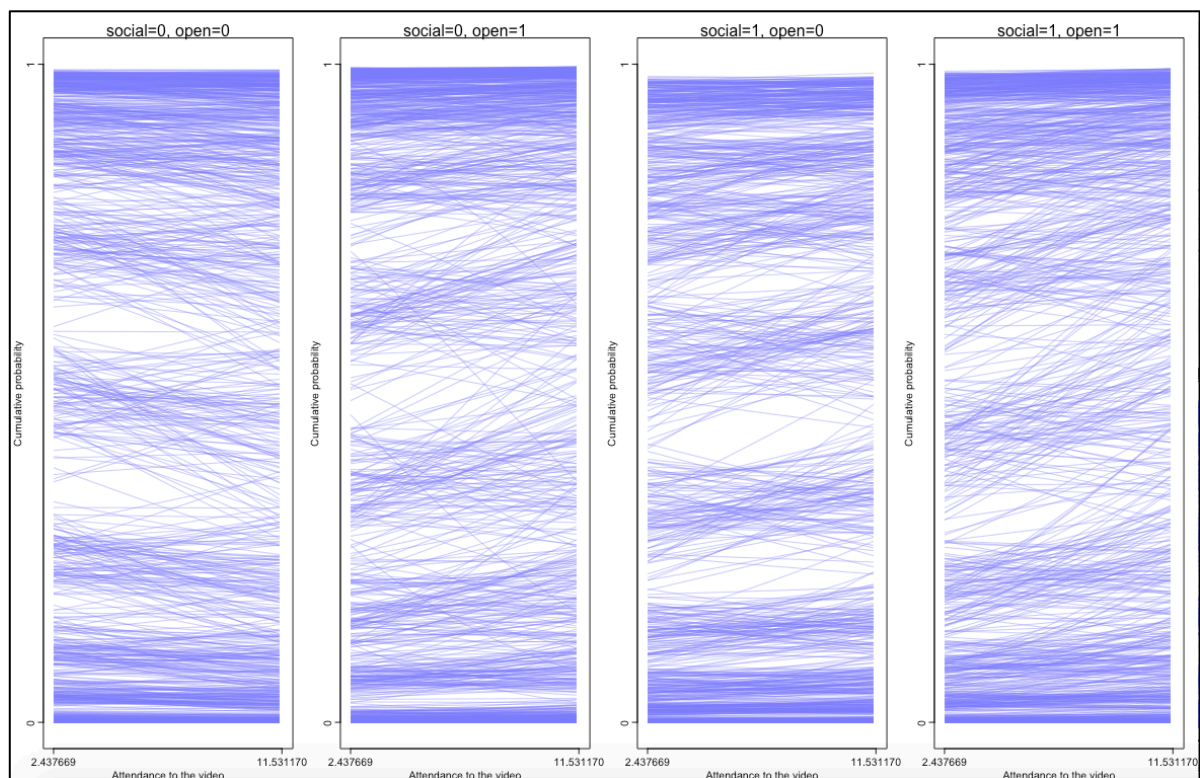 social=0, open=0
1
Cumulative probability
0
2.437669 11.531170
Attendance to the video
social=0, open=1
1
Cumulative probability
0
2.437669 11.531170
Attendance to the video
social=1, open=0
1
Cumulative probability
0
2.437669 11.531170
Attendance to the video
social=1, open=1
1
Cumulative probability
0
2.437669 11.531170
Attendance to the video